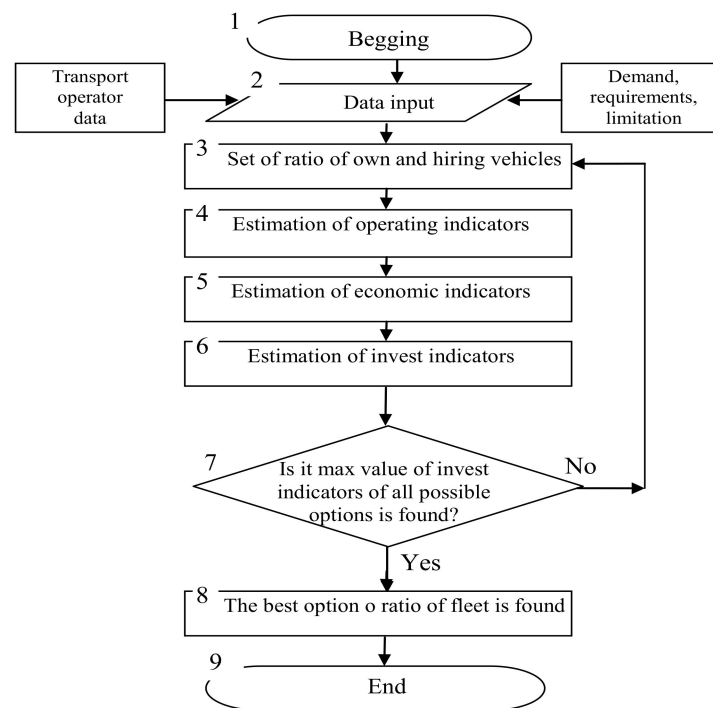 1
Begging
Transport
operator
data
2
Data input
Demand,
requirements,
limitation
3
Set of ratio of own and hiring vehicles
4
Estimation of operating indicators
5
Estimation of economic indicators
6
Estimation of invest indicators
7
Is it max value of invest
indicators of all possible
options is found?
No
Yes
8
The best option o ratio of fleet is found
9
End